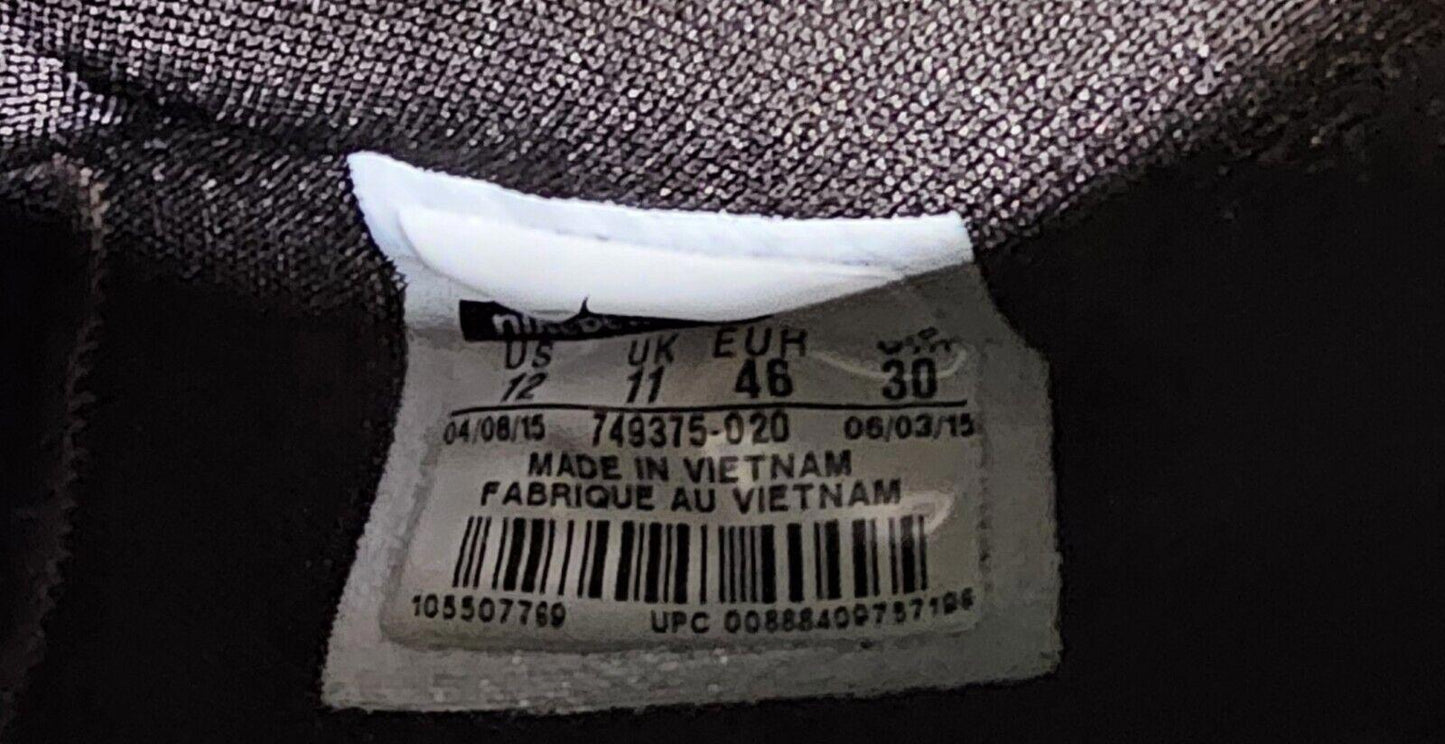 US UK EUR cm
12 11 46 30
04/08/15 749375-020 06/03/15
MADE IN VIETNAM
FABRIQUE AU VIETNAM
105507769 UPC 00888409757196